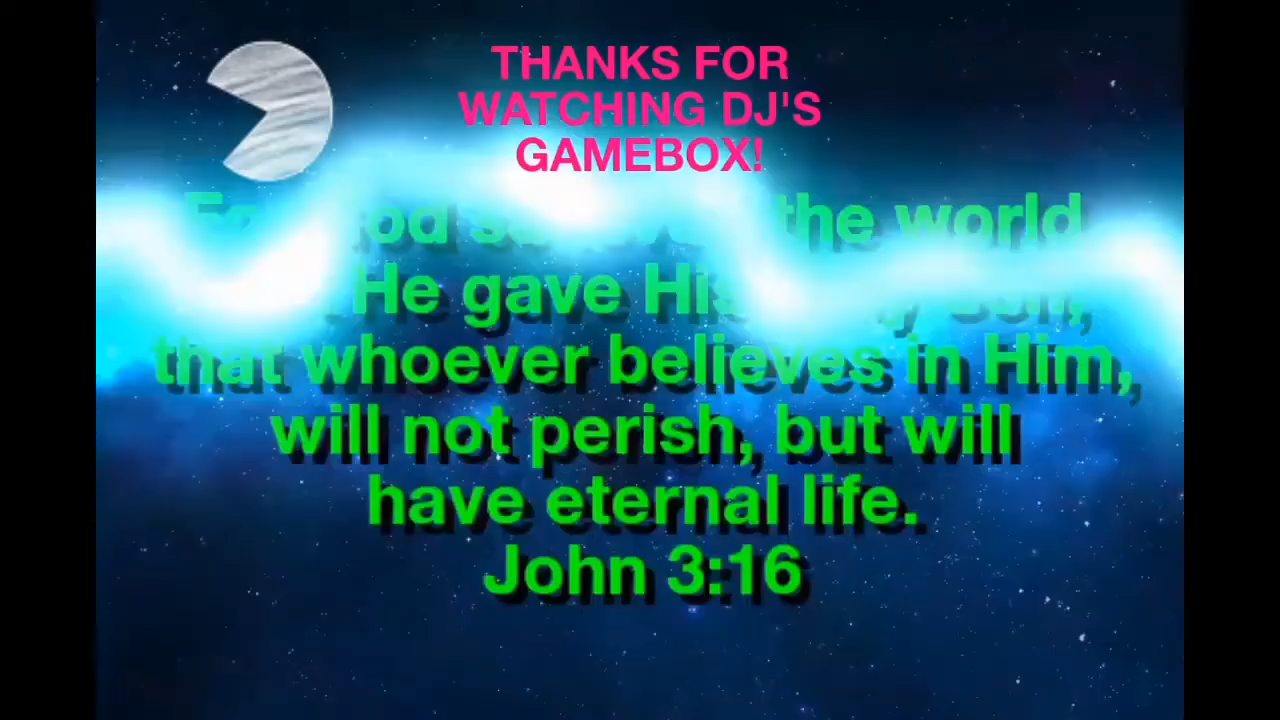 THANKS FOR
WATCHING DJ'S
GAMEBOX!
the world
He gave His
that whoever believes in Him,
will not perish, but will
have eternal life.
John 3:16